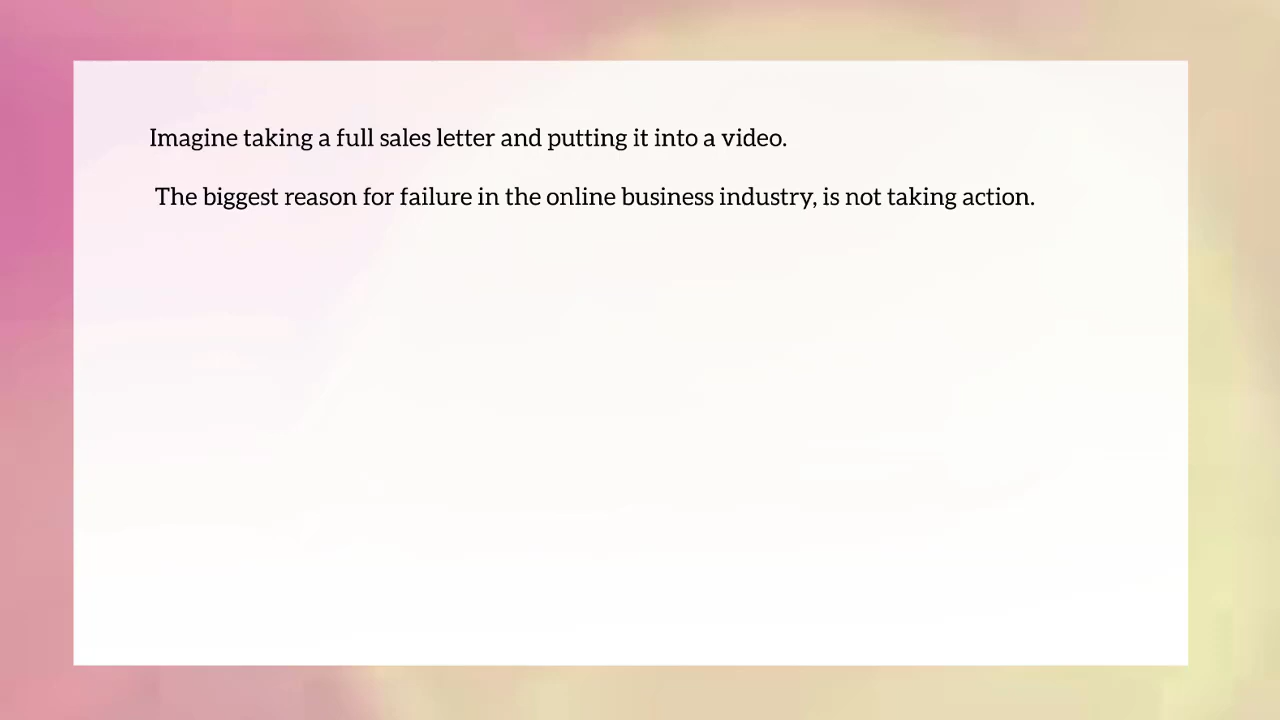 Imagine taking a full sales letter and putting it into a video.
The biggest reason for failure in the online business industry, is not taking action.